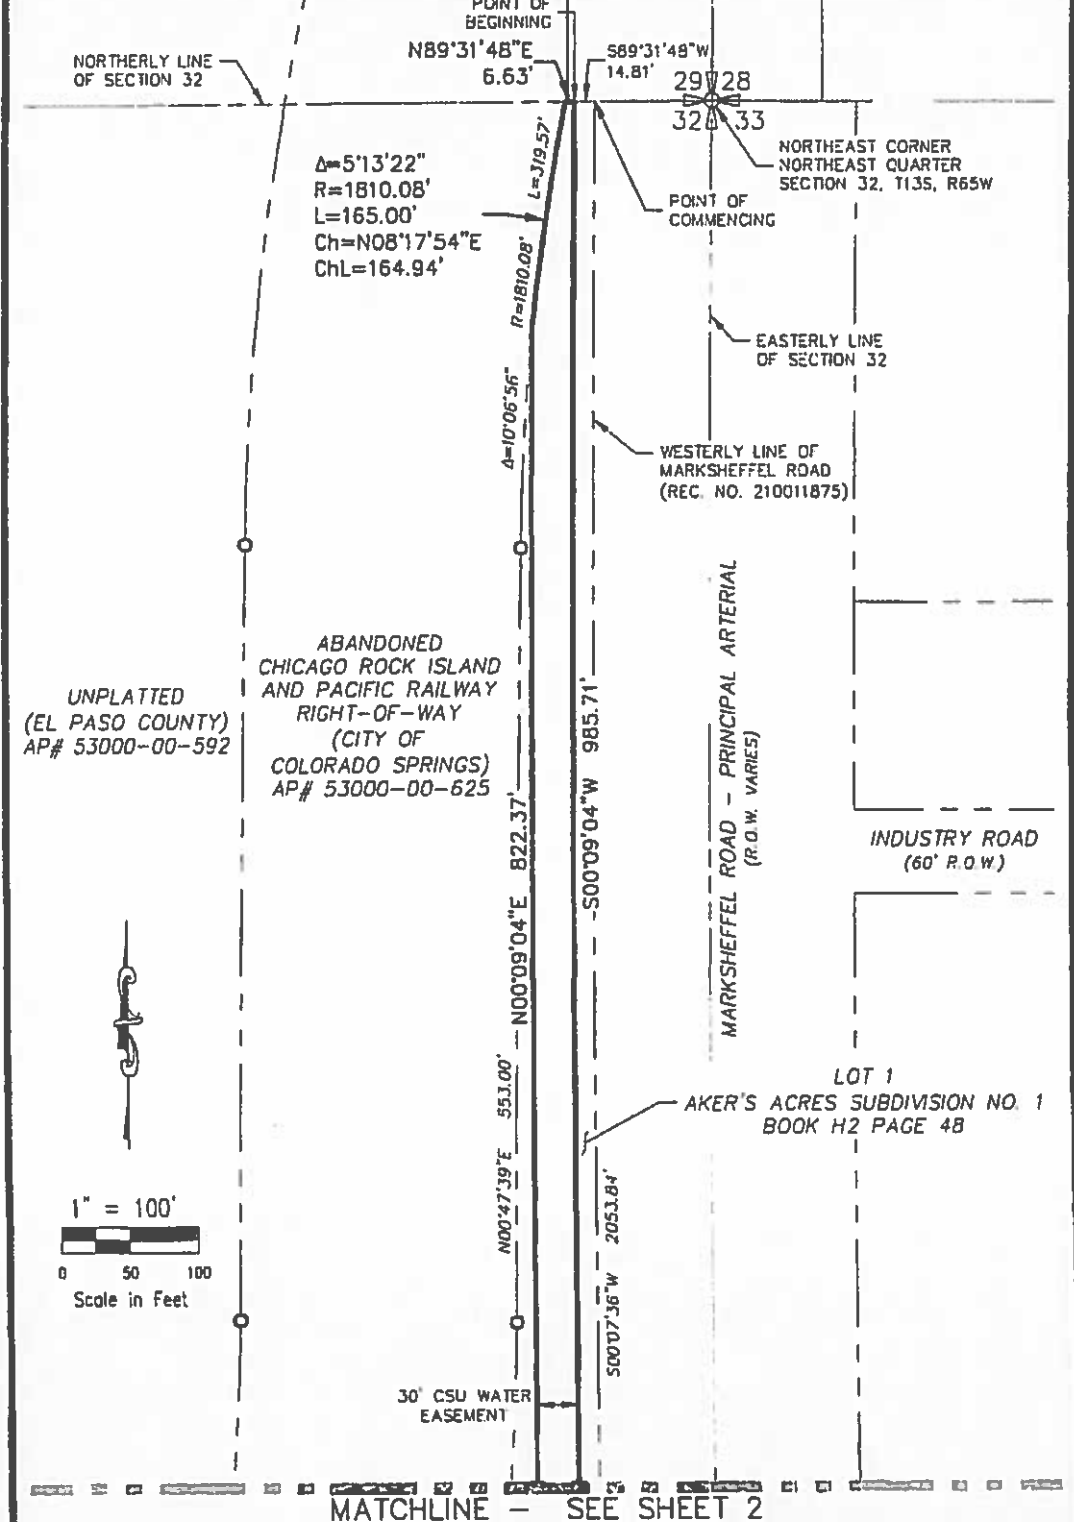 POINT OF
BEGINNING
NORTHERLY LINE
OF SECTION 32
N89°31'48"E
6.63'
S89°31'48"W
14.81'
29 28
32 33
NORTHEAST CORNER
NORTHEAST QUARTER
SECTION 32, T13S, R65W
POINT OF
COMMENCING
Δ=5°13'22"
R=1810.08'
L=165.00'
Ch=N08°17'54"E
ChL=164.94'
L=319.57'
R=1810.08'
Δ=10°06'56"
EASTERLY LINE
OF SECTION 32
WESTERLY LINE OF
MARKSHEFFEL ROAD
(REC. NO. 210011875)
ABANDONED
CHICAGO ROCK ISLAND
AND PACIFIC RAILWAY
RIGHT-OF-WAY
(CITY OF
COLORADO SPRINGS)
AP# 53000-00-625
UNPLATTED
(EL PASO COUNTY)
AP# 53000-00-592
N00°09'04"E 822.37'
S00°09'04"W 985.71'
MARKSHEFFEL ROAD - PRINCIPAL ARTERIAL
(R.O.W. VARIES)
INDUSTRY ROAD
(60' R.O.W.)
N00°47'39"E 553.00'
S00°07'36"W 2053.84'
LOT 1
AKER'S ACRES SUBDIVISION NO. 1
BOOK H2 PAGE 48
1" = 100'
0 50 100
Scale in Feet
30' CSU WATER
EASEMENT
MATCHLINE - SEE SHEET 2